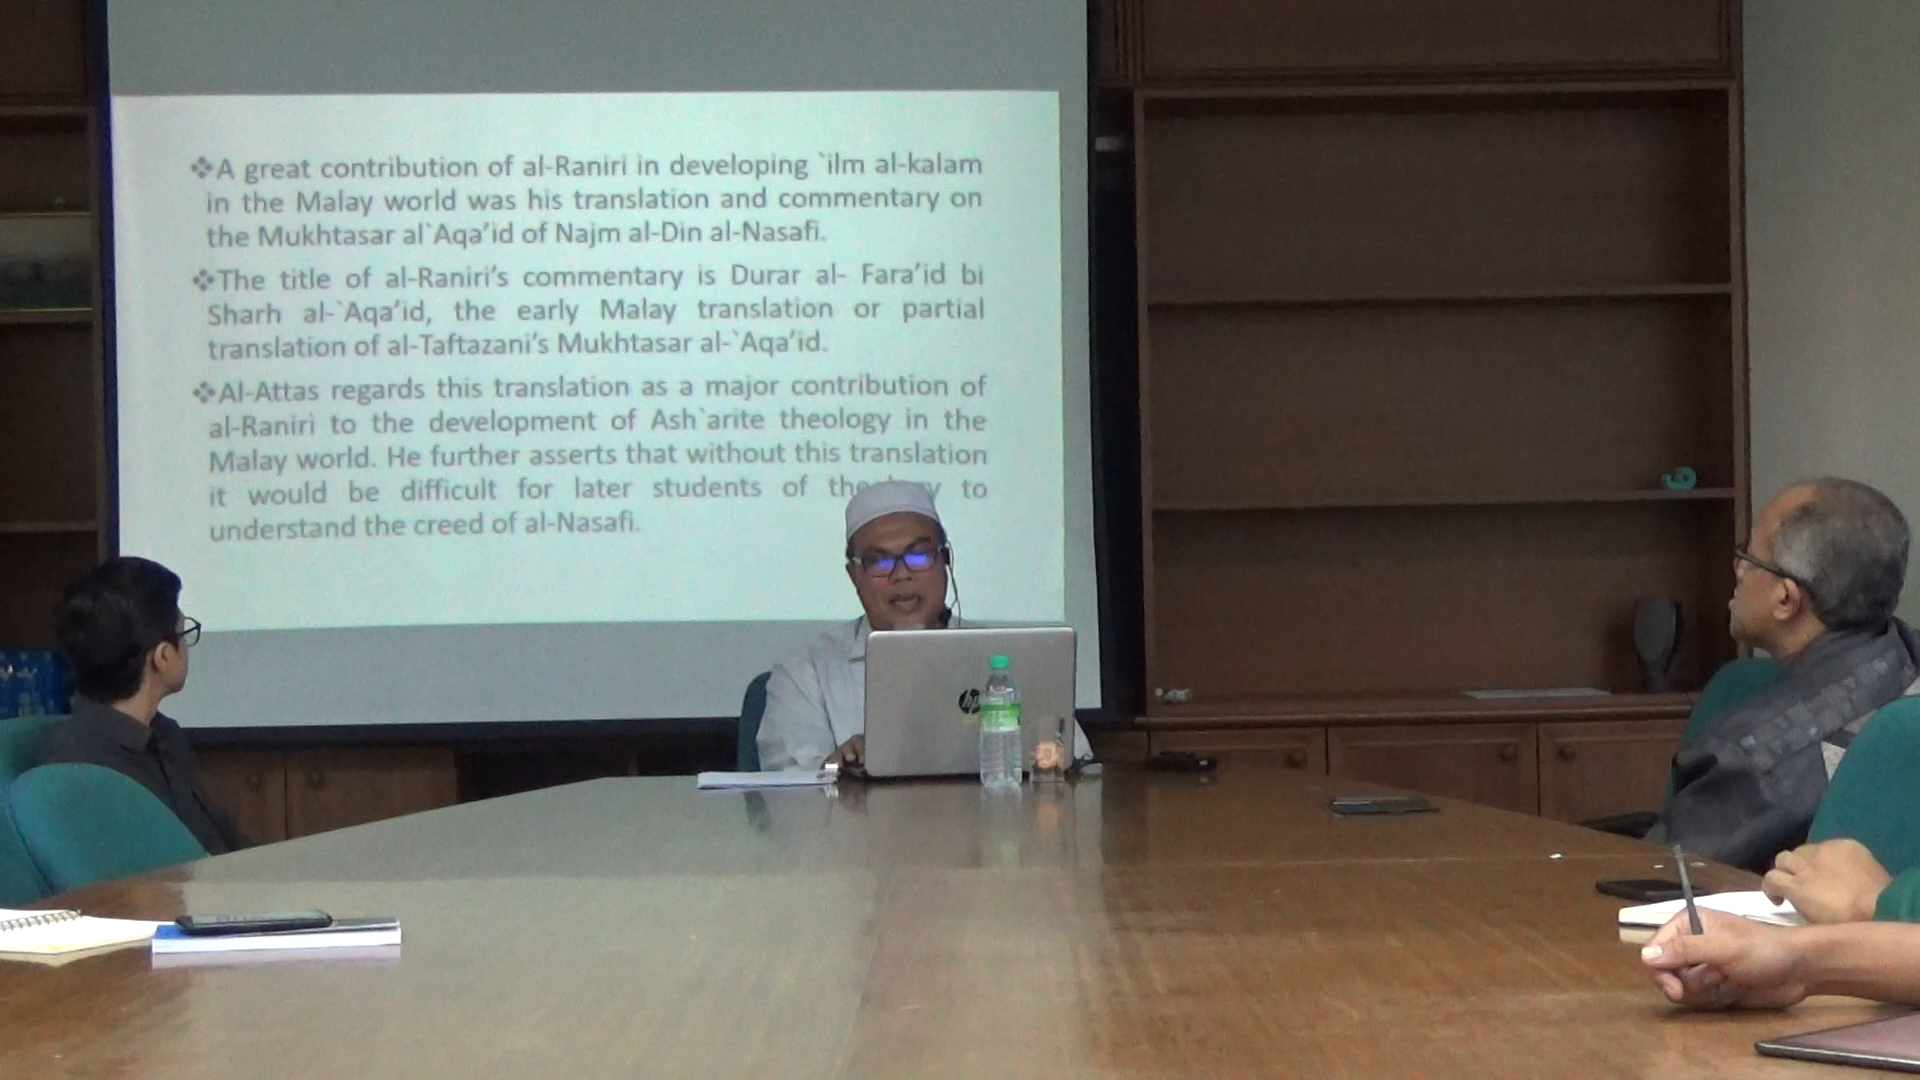 ❖A great contribution of al-Raniri in developing `ilm al-kalam
in the Malay world was his translation and commentary on
the Mukhtasar al`Aqa'id of Najm al-Din al-Nasafi.
❖The title of al-Raniri's commentary is Durar al- Fara'id bi
Sharh al-`Aqa'id, the early Malay translation or partial
translation of al-Taftazani's Mukhtasar al-`Aqa'id.
❖Al-Attas regards this translation as a major contribution of
al-Raniri to the development of Ash`arite theology in the
Malay world. He further asserts that without this translation
it would be difficult for later students of to
understand the creed of al-Nasafi.
hp